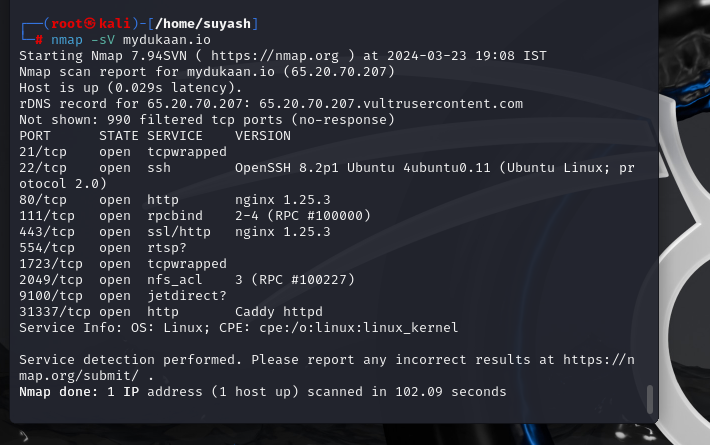 ┌──(root㉿kali)-[/home/suyash]
└─# nmap -sV mydukaan.io
Starting Nmap 7.94SVN ( https://nmap.org ) at 2024-03-23 19:08 IST
Nmap scan report for mydukaan.io (65.20.70.207)
Host is up (0.029s latency).
rDNS record for 65.20.70.207: 65.20.70.207.vultrusercontent.com
Not shown: 990 filtered tcp ports (no-response)
PORT      STATE SERVICE    VERSION
21/tcp    open  tcpwrapped
22/tcp    open  ssh        OpenSSH 8.2p1 Ubuntu 4ubuntu0.11 (Ubuntu Linux; pr
otocol 2.0)
80/tcp    open  http       nginx 1.25.3
111/tcp   open  rpcbind    2-4 (RPC #100000)
443/tcp   open  ssl/http   nginx 1.25.3
554/tcp   open  rtsp?
1723/tcp  open  tcpwrapped
2049/tcp  open  nfs_acl    3 (RPC #100227)
9100/tcp  open  jetdirect?
31337/tcp open  http       Caddy httpd
Service Info: OS: Linux; CPE: cpe:/o:linux:linux_kernel

Service detection performed. Please report any incorrect results at https://n
map.org/submit/ .
Nmap done: 1 IP address (1 host up) scanned in 102.09 seconds